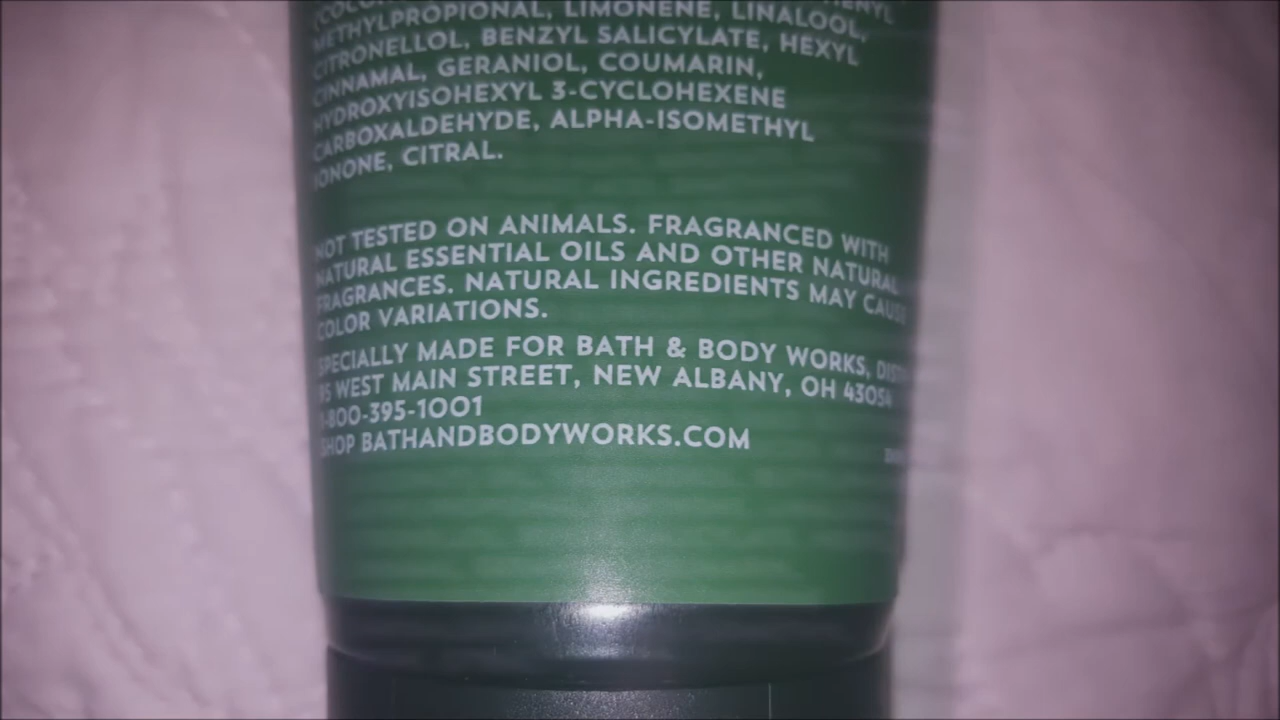 METHYLPROPIONAL, LIMONENE, LINALOOL,
CITRONELLOL, BENZYL SALICYLATE, HEXYL
CINNAMAL, GERANIOL, COUMARIN,
HYDROXYISOHEXYL 3-CYCLOHEXENE
CARBOXALDEHYDE, ALPHA-ISOMETHYL
IONONE, CITRAL.
NOT TESTED ON ANIMALS. FRAGRANCED WITH
NATURAL ESSENTIAL OILS AND OTHER NATURAL
FRAGRANCES. NATURAL INGREDIENTS MAY CAUSE
COLOR VARIATIONS.
SPECIALLY MADE FOR BATH & BODY WORKS,
WEST MAIN STREET, NEW ALBANY, OH 43054
1-800-395-1001
SHOP BATHANDBODYWORKS.COM